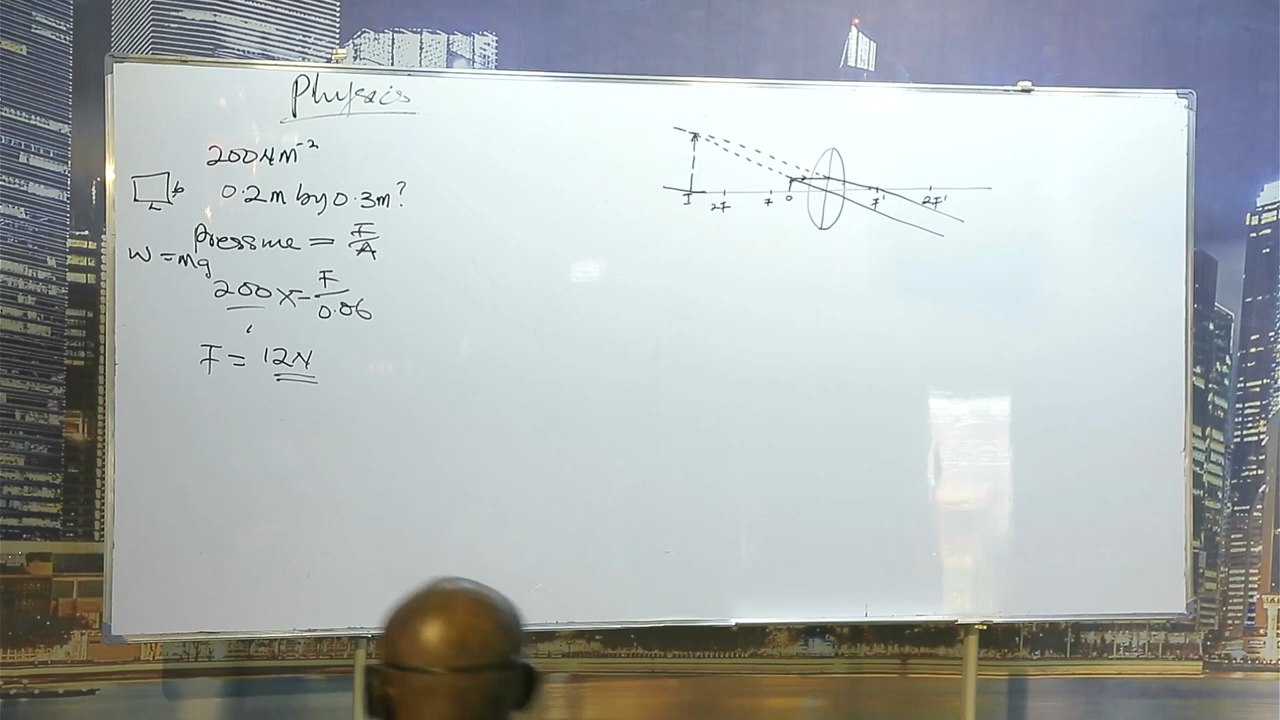 Physics
200Nm⁻²
b
0.2m by 0.3m?
L
Pressure = F/A
W = mg
200 = F/0.06
F = 12N
I 2F F O F' 2F'